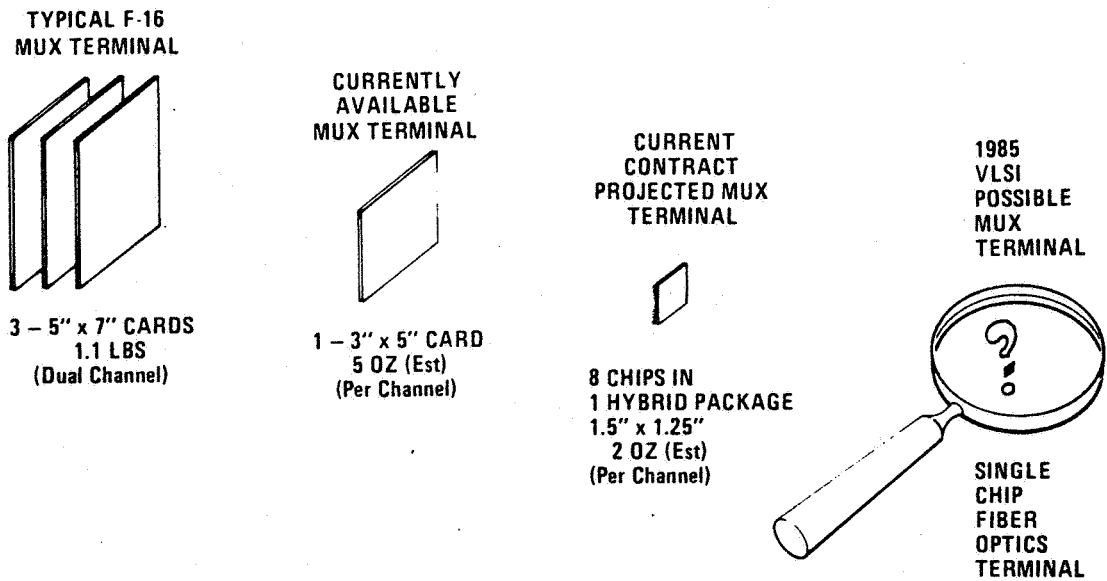 TYPICAL F-16
MUX TERMINAL
3 – 5" x 7" CARDS
1.1 LBS
(Dual Channel)
CURRENTLY
AVAILABLE
MUX TERMINAL
1 – 3" x 5" CARD
5 OZ (Est)
(Per Channel)
CURRENT
CONTRACT
PROJECTED MUX
TERMINAL
8 CHIPS IN
1 HYBRID PACKAGE
1.5" x 1.25"
2 OZ (Est)
(Per Channel)
1985
VLSI
POSSIBLE
MUX
TERMINAL
?
SINGLE
CHIP
FIBER
OPTICS
TERMINAL